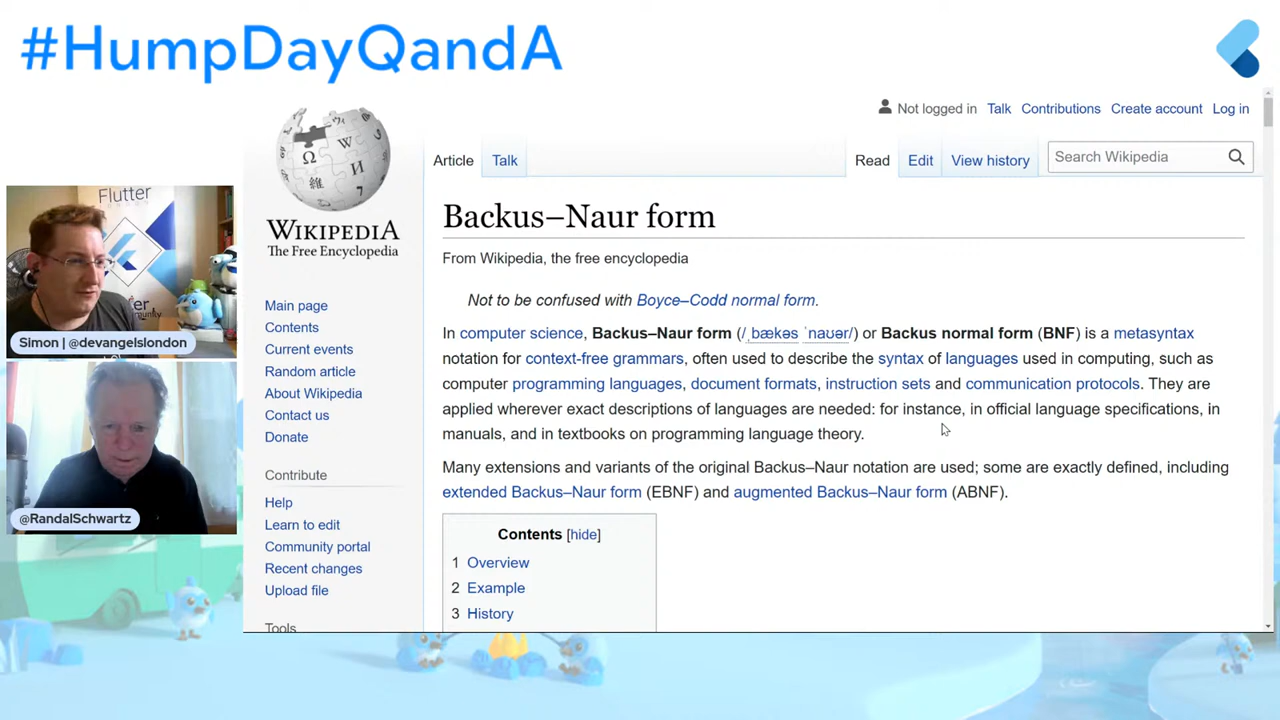 #HumpDayQandA
Not logged in Talk Contributions Create account Log in
Article Talk Read Edit View history Search Wikipedia
WIKIPEDIA
The Free Encyclopedia
Main page
Contents
Current events
Random article
About Wikipedia
Contact us
Donate
Contribute
Help
Learn to edit
Community portal
Recent changes
Upload file
Tools
Backus–Naur form
From Wikipedia, the free encyclopedia
Not to be confused with Boyce–Codd normal form.
In computer science, Backus–Naur form (/ˌbækəs ˈnaʊər/) or Backus normal form (BNF) is a metasyntax
notation for context-free grammars, often used to describe the syntax of languages used in computing, such as
computer programming languages, document formats, instruction sets and communication protocols. They are
applied wherever exact descriptions of languages are needed: for instance, in official language specifications, in
manuals, and in textbooks on programming language theory.
Many extensions and variants of the original Backus–Naur notation are used; some are exactly defined, including
extended Backus–Naur form (EBNF) and augmented Backus–Naur form (ABNF).
Contents [hide]
1 Overview
2 Example
3 History
Flutter
Simon | @devangelslondon
@RandalSchwartz